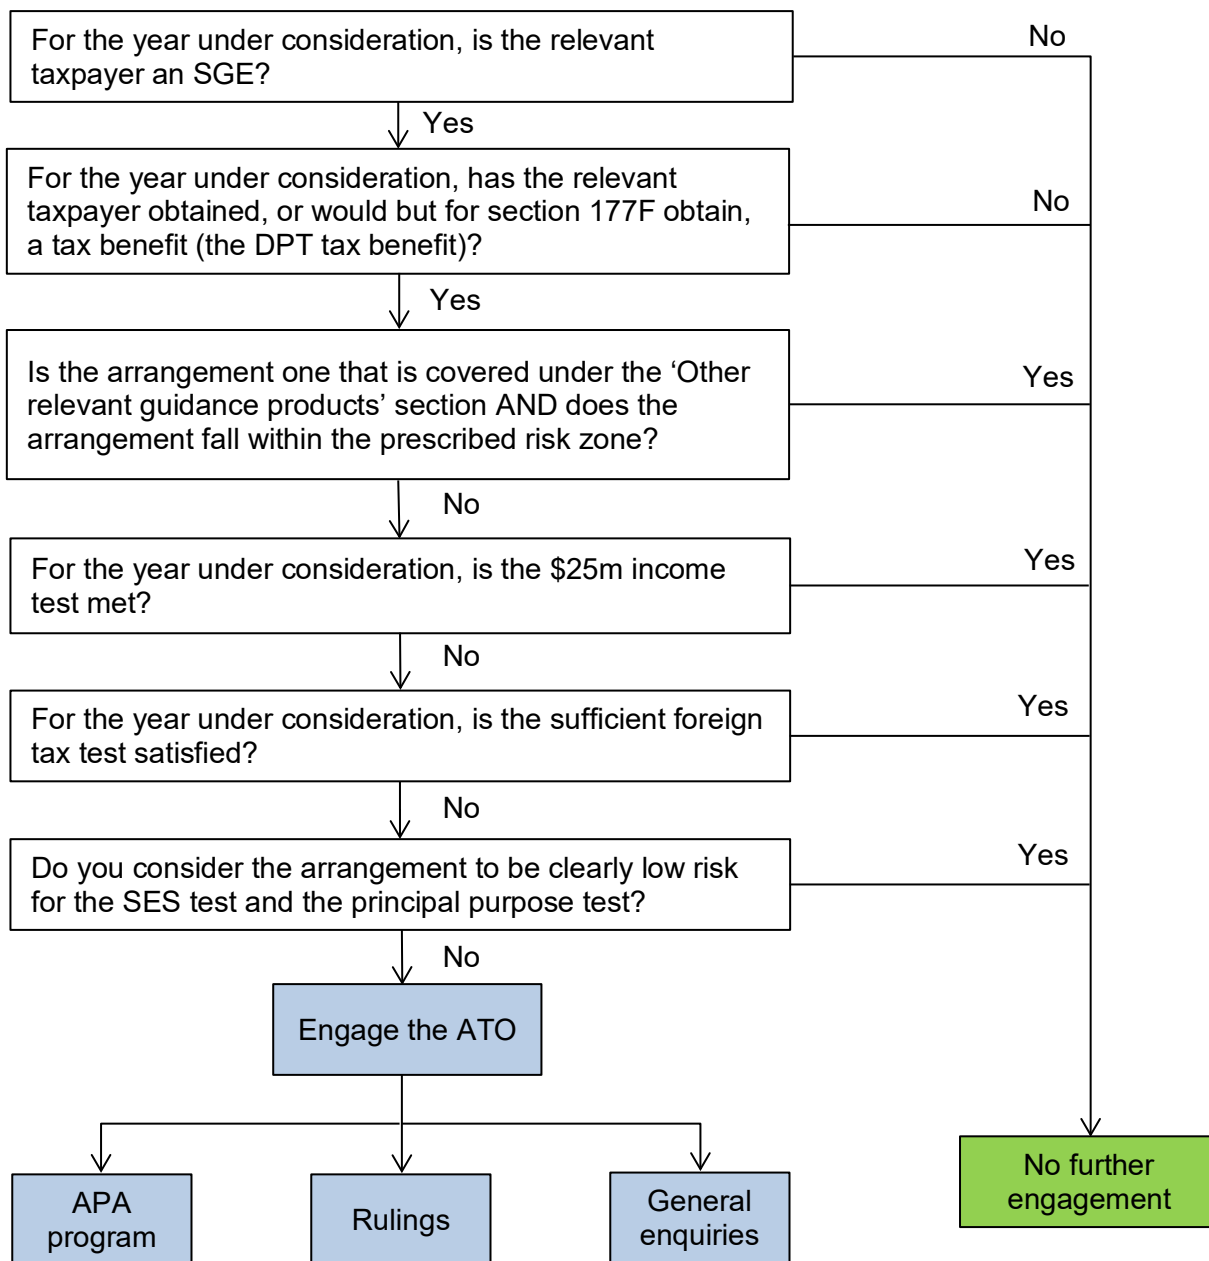 For the year under consideration, is the relevant
taxpayer an SGE?
No
Yes
For the year under consideration, has the relevant
taxpayer obtained, or would but for section 177F obtain,
a tax benefit (the DPT tax benefit)?
No
Yes
Is the arrangement one that is covered under the ‘Other
relevant guidance products’ section AND does the
arrangement fall within the prescribed risk zone?
Yes
No
For the year under consideration, is the $25m income
test met?
Yes
No
For the year under consideration, is the sufficient foreign
tax test satisfied?
Yes
No
Do you consider the arrangement to be clearly low risk
for the SES test and the principal purpose test?
Yes
No
Engage the ATO
APA
program
Rulings
General
enquiries
No further
engagement